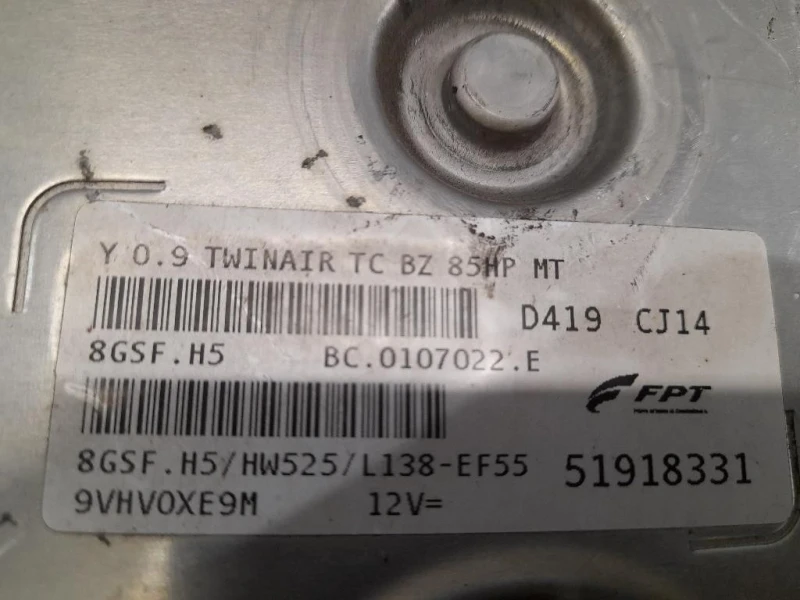 Y 0.9 TWINAIR TC BZ 85HP MT
D419 CJ14
8GSF.H5 BC.0107022.E
FPT
8GSF.H5/HW525/L138-EF55 51918331
9VHVOXE9M 12V=